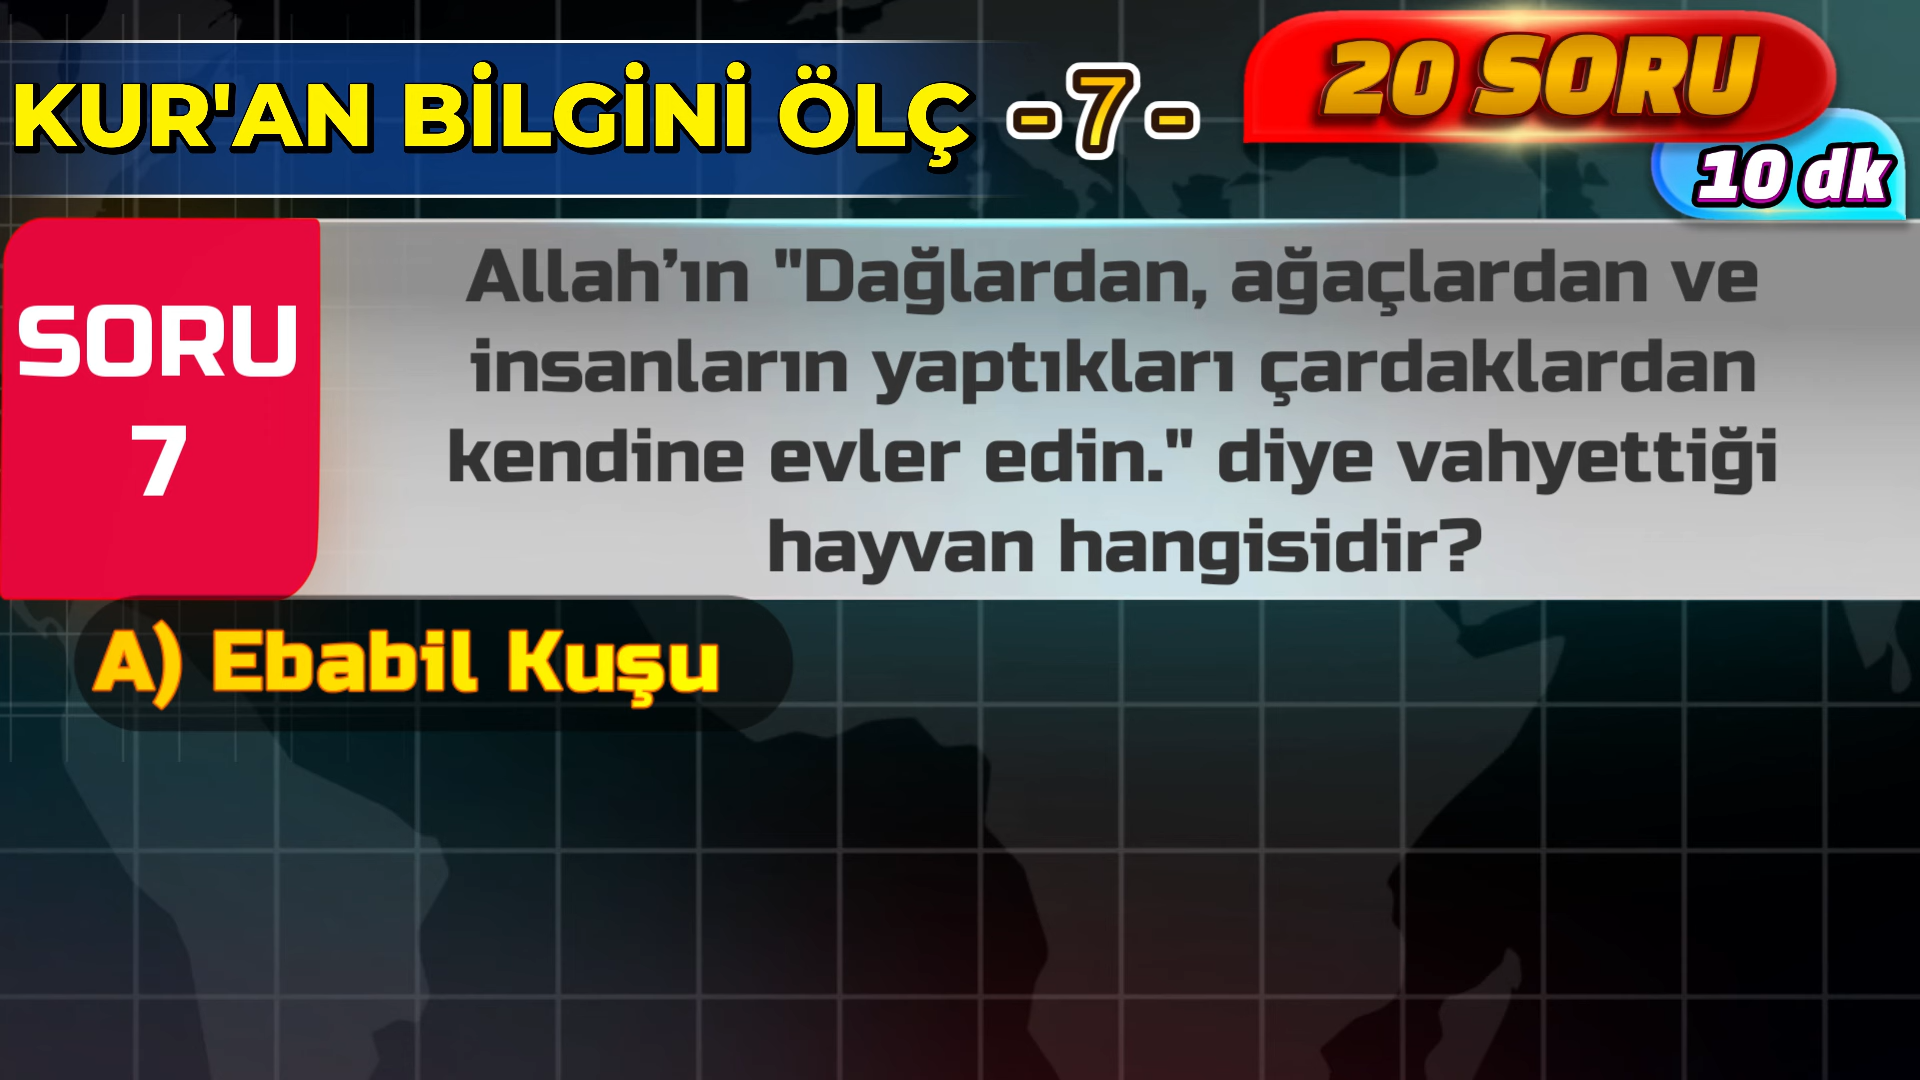 KUR'AN BİLGİNİ ÖLÇ -7-
20 SORU
10 dk
SORU
7
Allah’ın "Dağlardan, ağaçlardan ve
insanların yaptıkları çardaklardan
kendine evler edin." diye vahyettiği
hayvan hangisidir?
A) Ebabil Kuşu